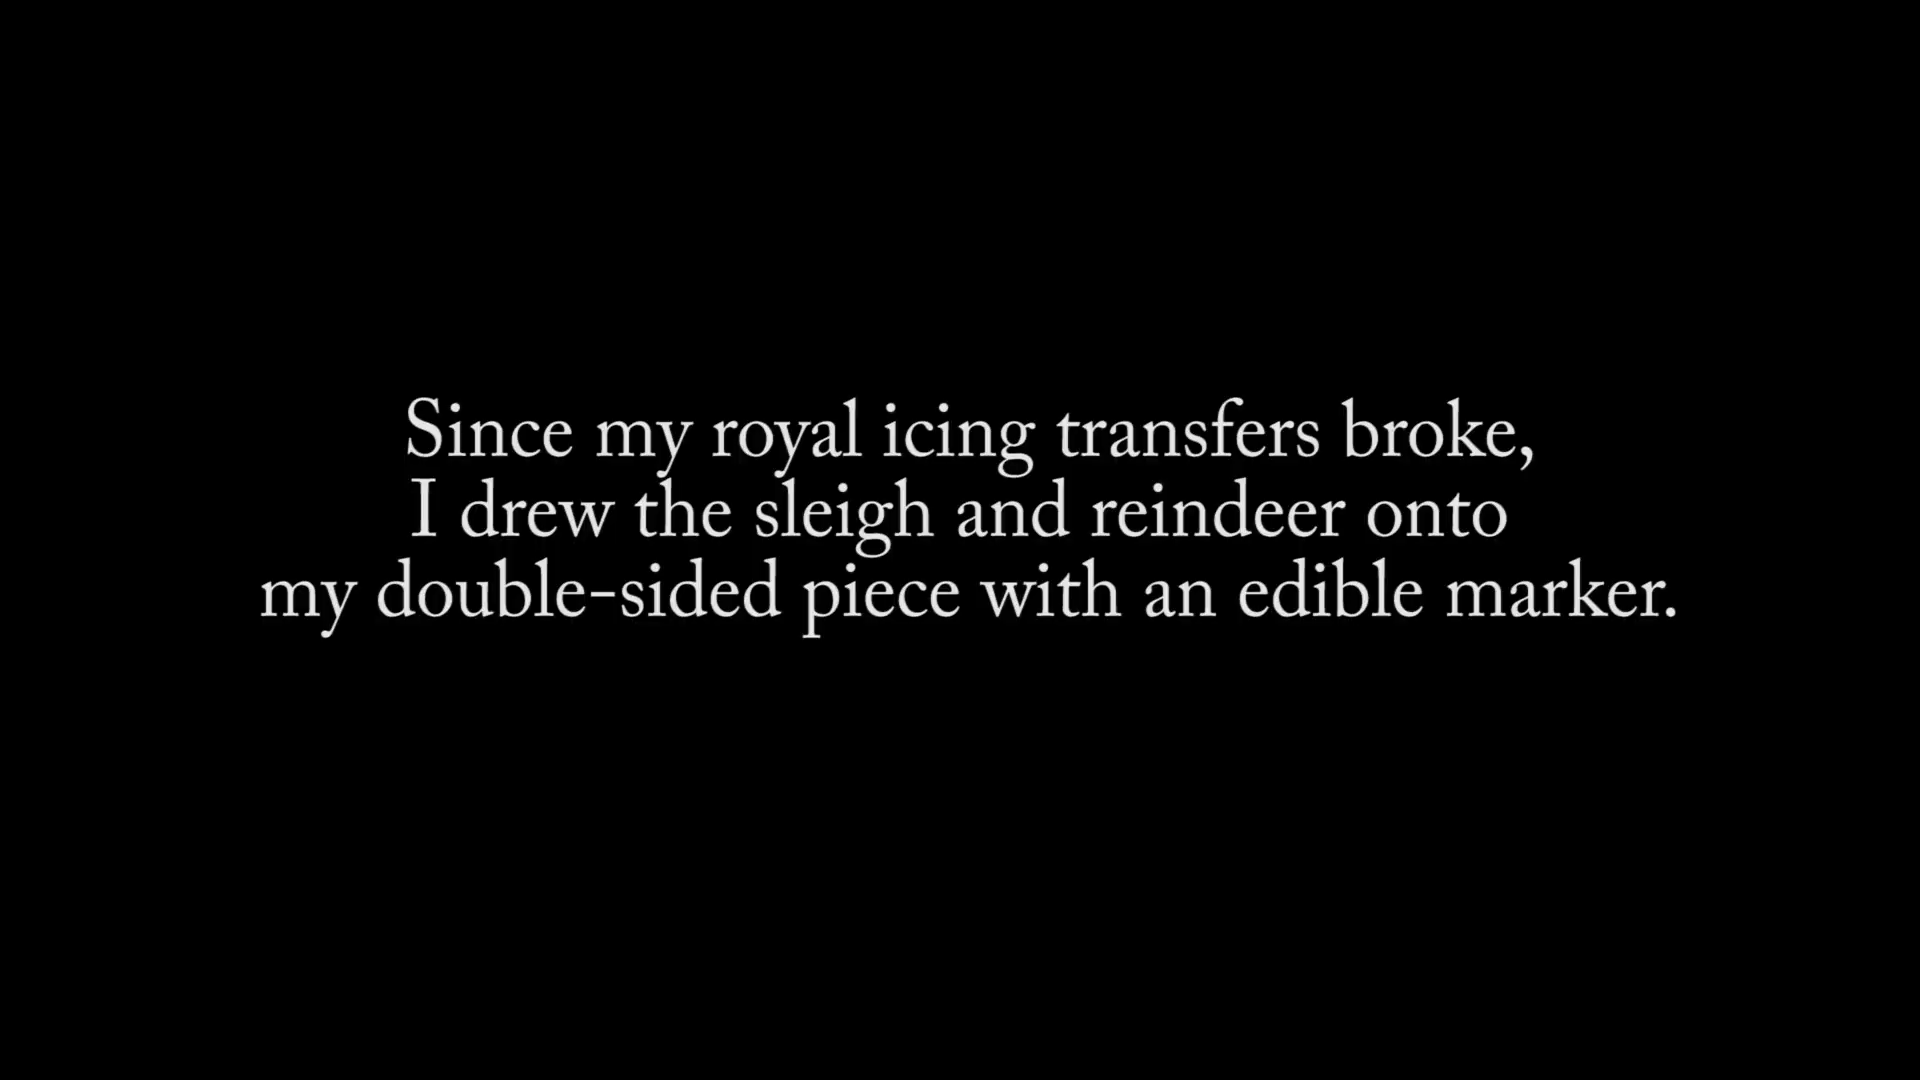 Since my royal icing transfers broke,
I drew the sleigh and reindeer onto
my double-sided piece with an edible marker.